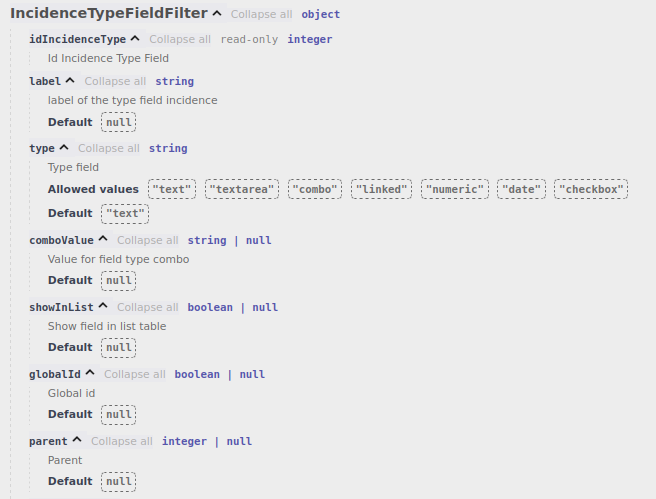 IncidenceTypeFieldFilter Collapse all object
idIncidenceType Collapse all read-only integer
Id Incidence Type Field
label Collapse all string
label of the type field incidence
Default null
type Collapse all string
Type field
Allowed values "text" "textarea" "combo" "linked" "numeric" "date" "checkbox"
Default "text"
comboValue Collapse all string | null
Value for field type combo
Default null
showInList Collapse all boolean | null
Show field in list table
Default null
globalId Collapse all boolean | null
Global id
Default null
parent Collapse all integer | null
Parent
Default null